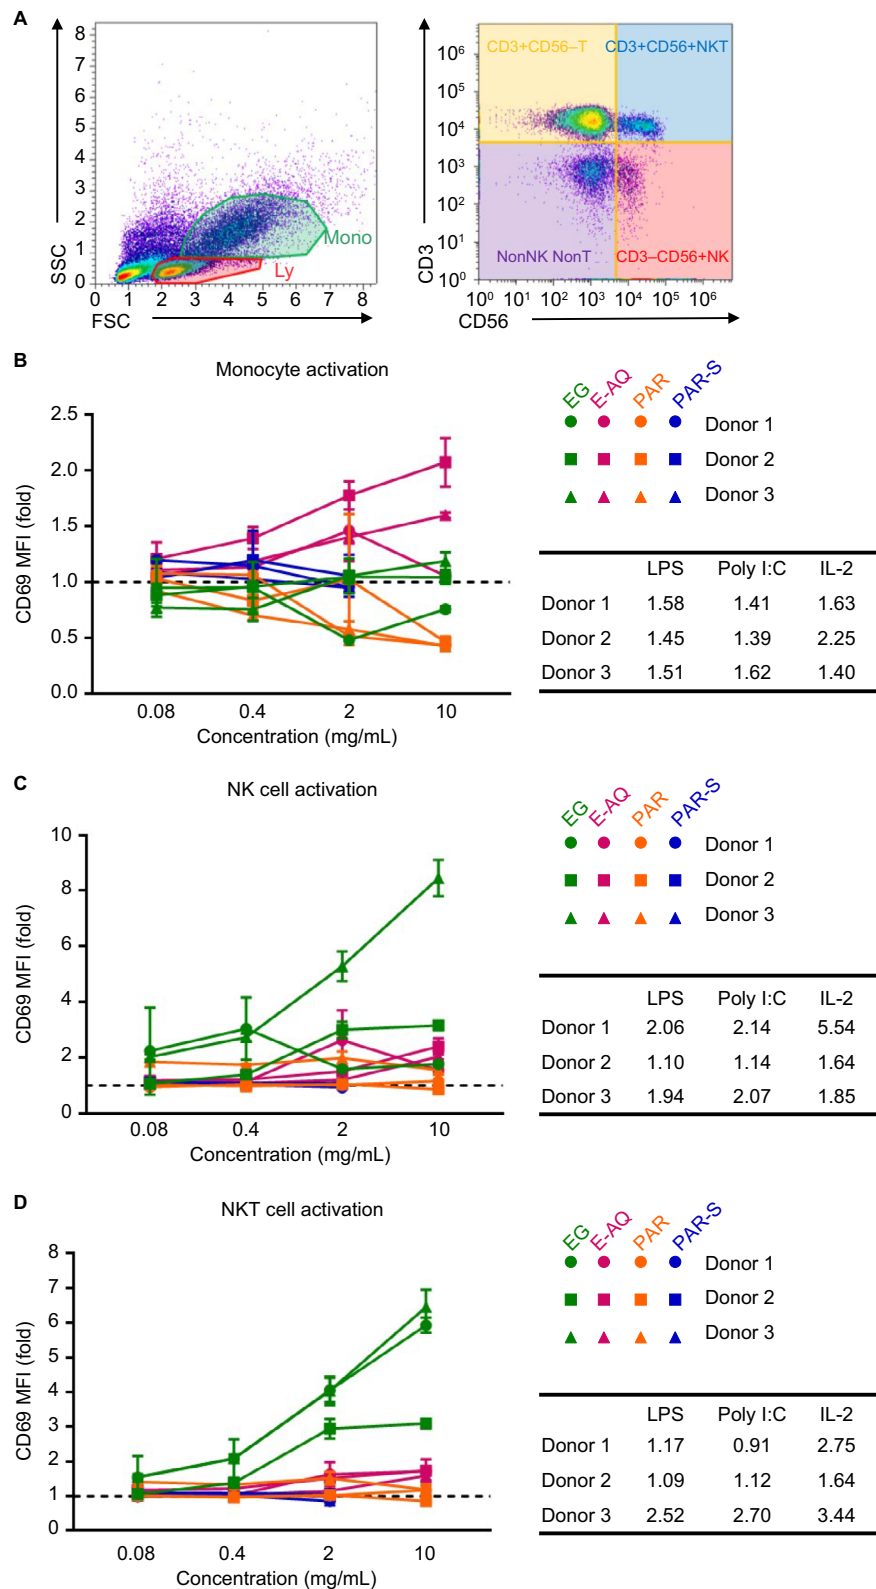 A
8
7
6
5
4
3
2
1
0
SSC
Mono
Ly
0 1 2 3 4 5 6 7 8
FSC
CD3+CD56–T
CD3+CD56+NKT
10⁶
10⁵
10⁴
10³
10²
10¹
10⁰
CD3
NonNK NonT
CD3–CD56+NK
10⁰ 10¹ 10² 10³ 10⁴ 10⁵ 10⁶
CD56
B
Monocyte activation
2.5
2.0
1.5
1.0
0.5
0.0
CD69 MFI (fold)
0.08 0.4 2 10
Concentration (mg/mL)
EG E-AQ PAR PAR-S
Donor 1
Donor 2
Donor 3
LPS Poly I:C IL-2
Donor 1 1.58 1.41 1.63
Donor 2 1.45 1.39 2.25
Donor 3 1.51 1.62 1.40
C
NK cell activation
10
8
6
4
2
0
CD69 MFI (fold)
0.08 0.4 2 10
Concentration (mg/mL)
EG E-AQ PAR PAR-S
Donor 1
Donor 2
Donor 3
LPS Poly I:C IL-2
Donor 1 2.06 2.14 5.54
Donor 2 1.10 1.14 1.64
Donor 3 1.94 2.07 1.85
D
NKT cell activation
8
7
6
5
4
3
2
1
0
CD69 MFI (fold)
0.08 0.4 2 10
Concentration (mg/mL)
EG E-AQ PAR PAR-S
Donor 1
Donor 2
Donor 3
LPS Poly I:C IL-2
Donor 1 1.17 0.91 2.75
Donor 2 1.09 1.12 1.64
Donor 3 2.52 2.70 3.44